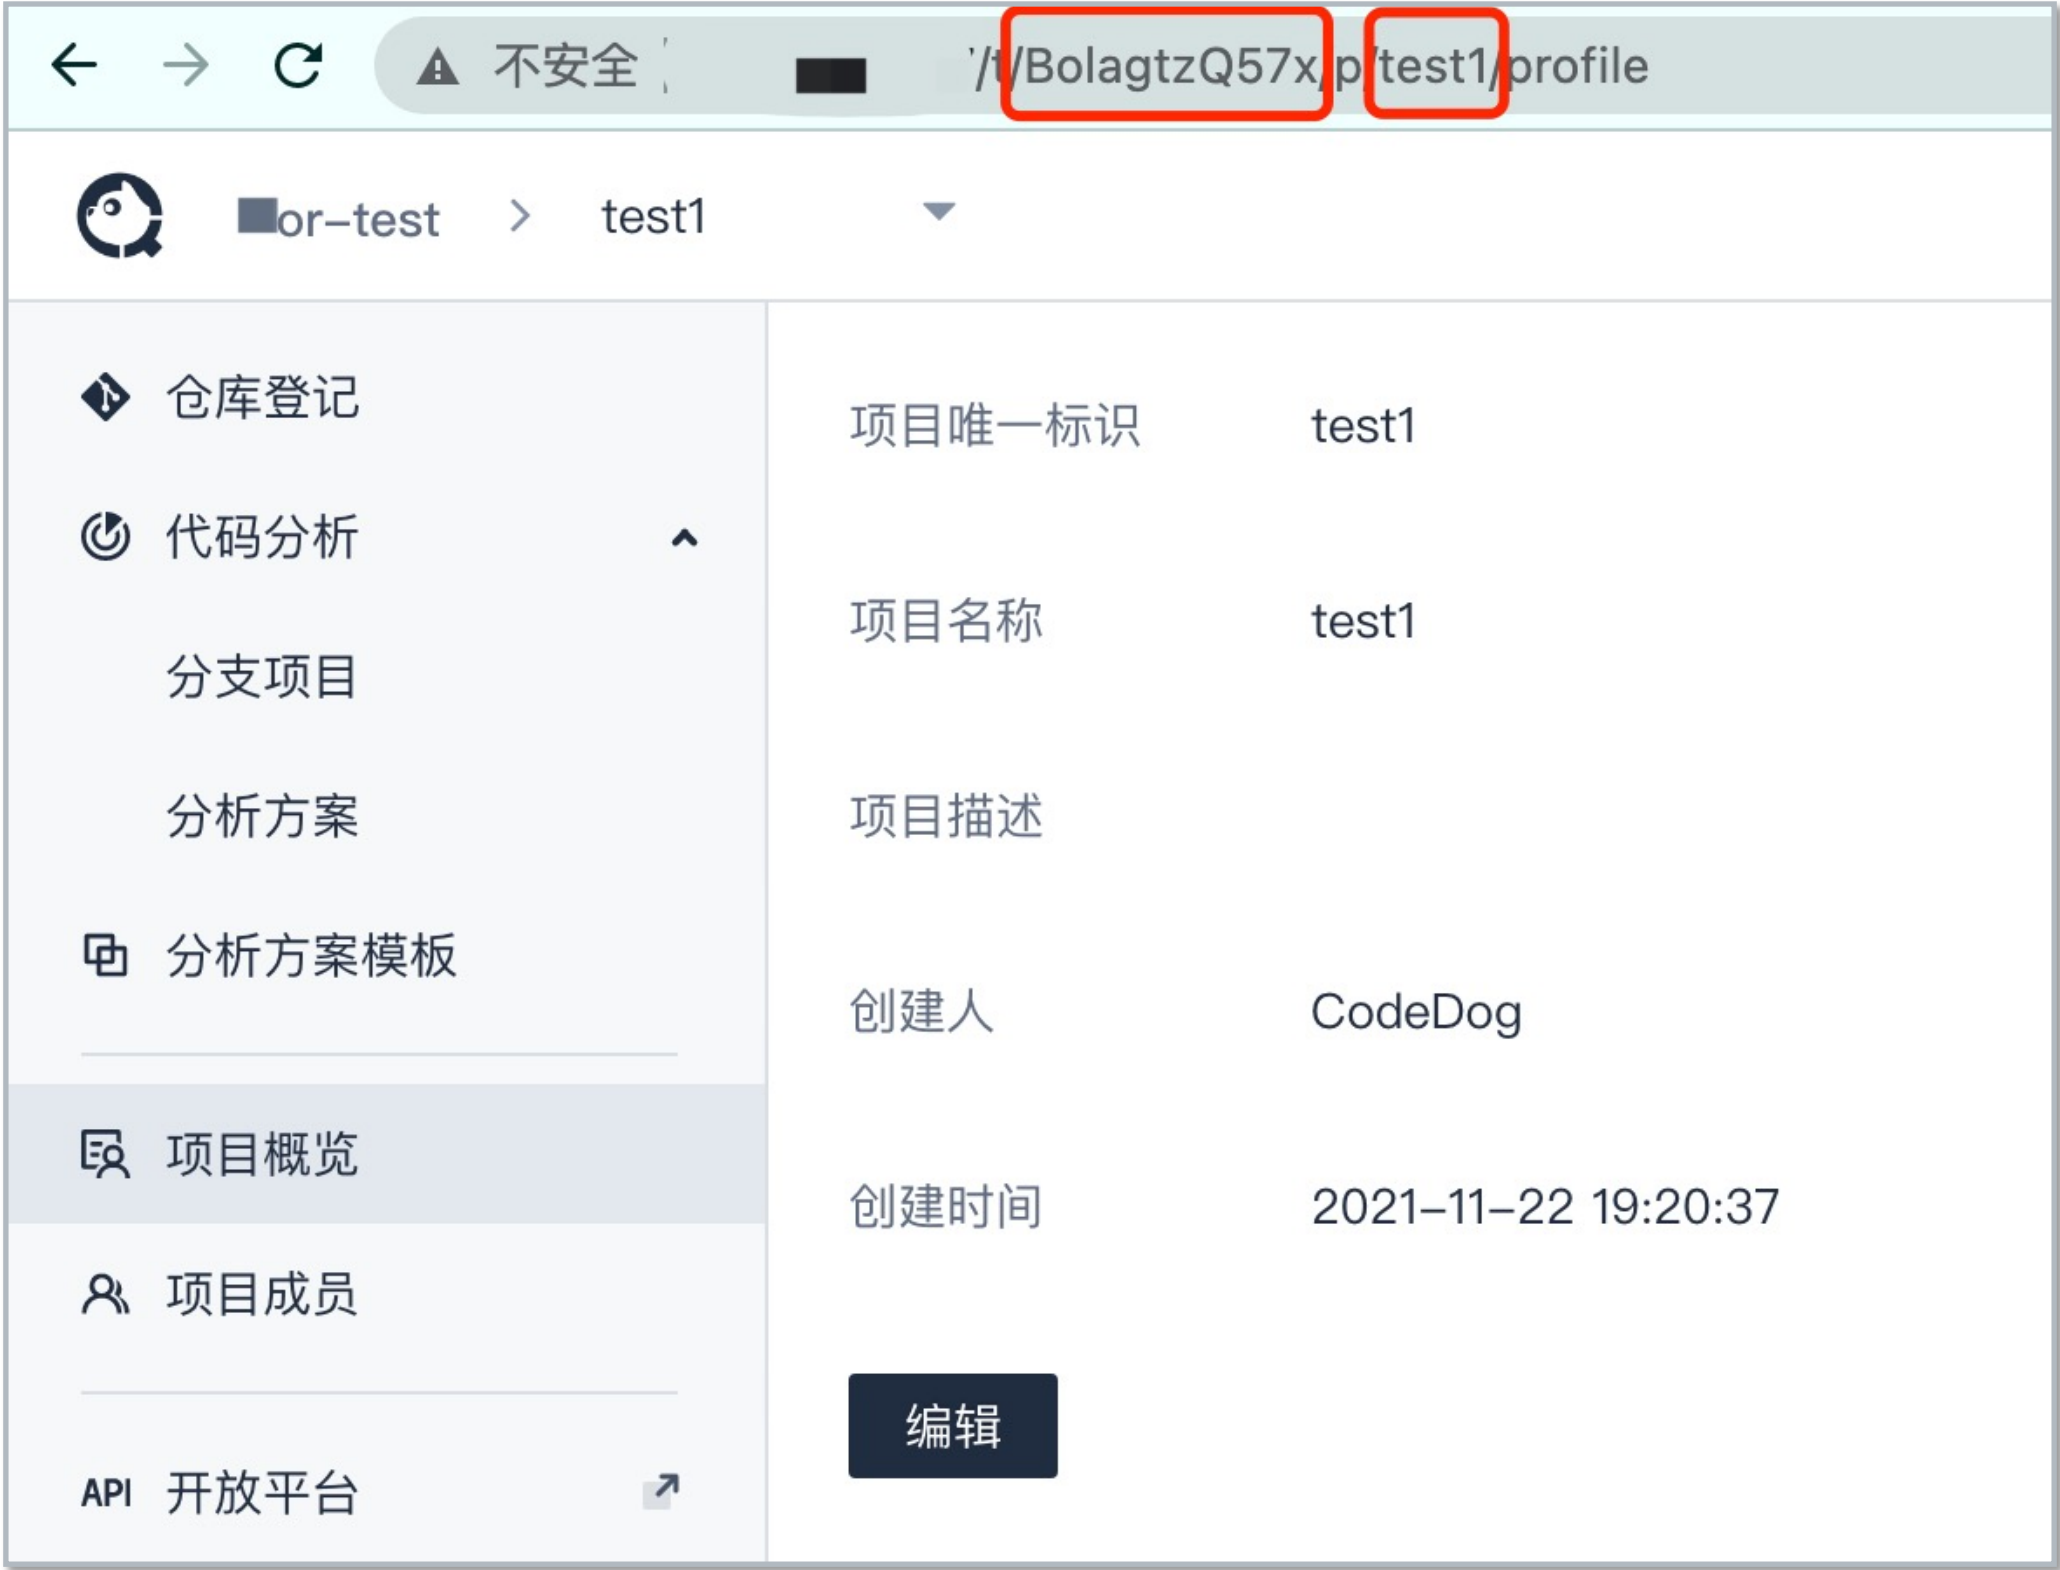 不安全 /t/BolagtzQ57x/p/test1/profile
or-test > test1
仓库登记
代码分析
分支项目
分析方案
分析方案模板
项目概览
项目成员
API 开放平台
项目唯一标识 test1
项目名称 test1
项目描述
创建人 CodeDog
创建时间 2021-11-22 19:20:37
编辑